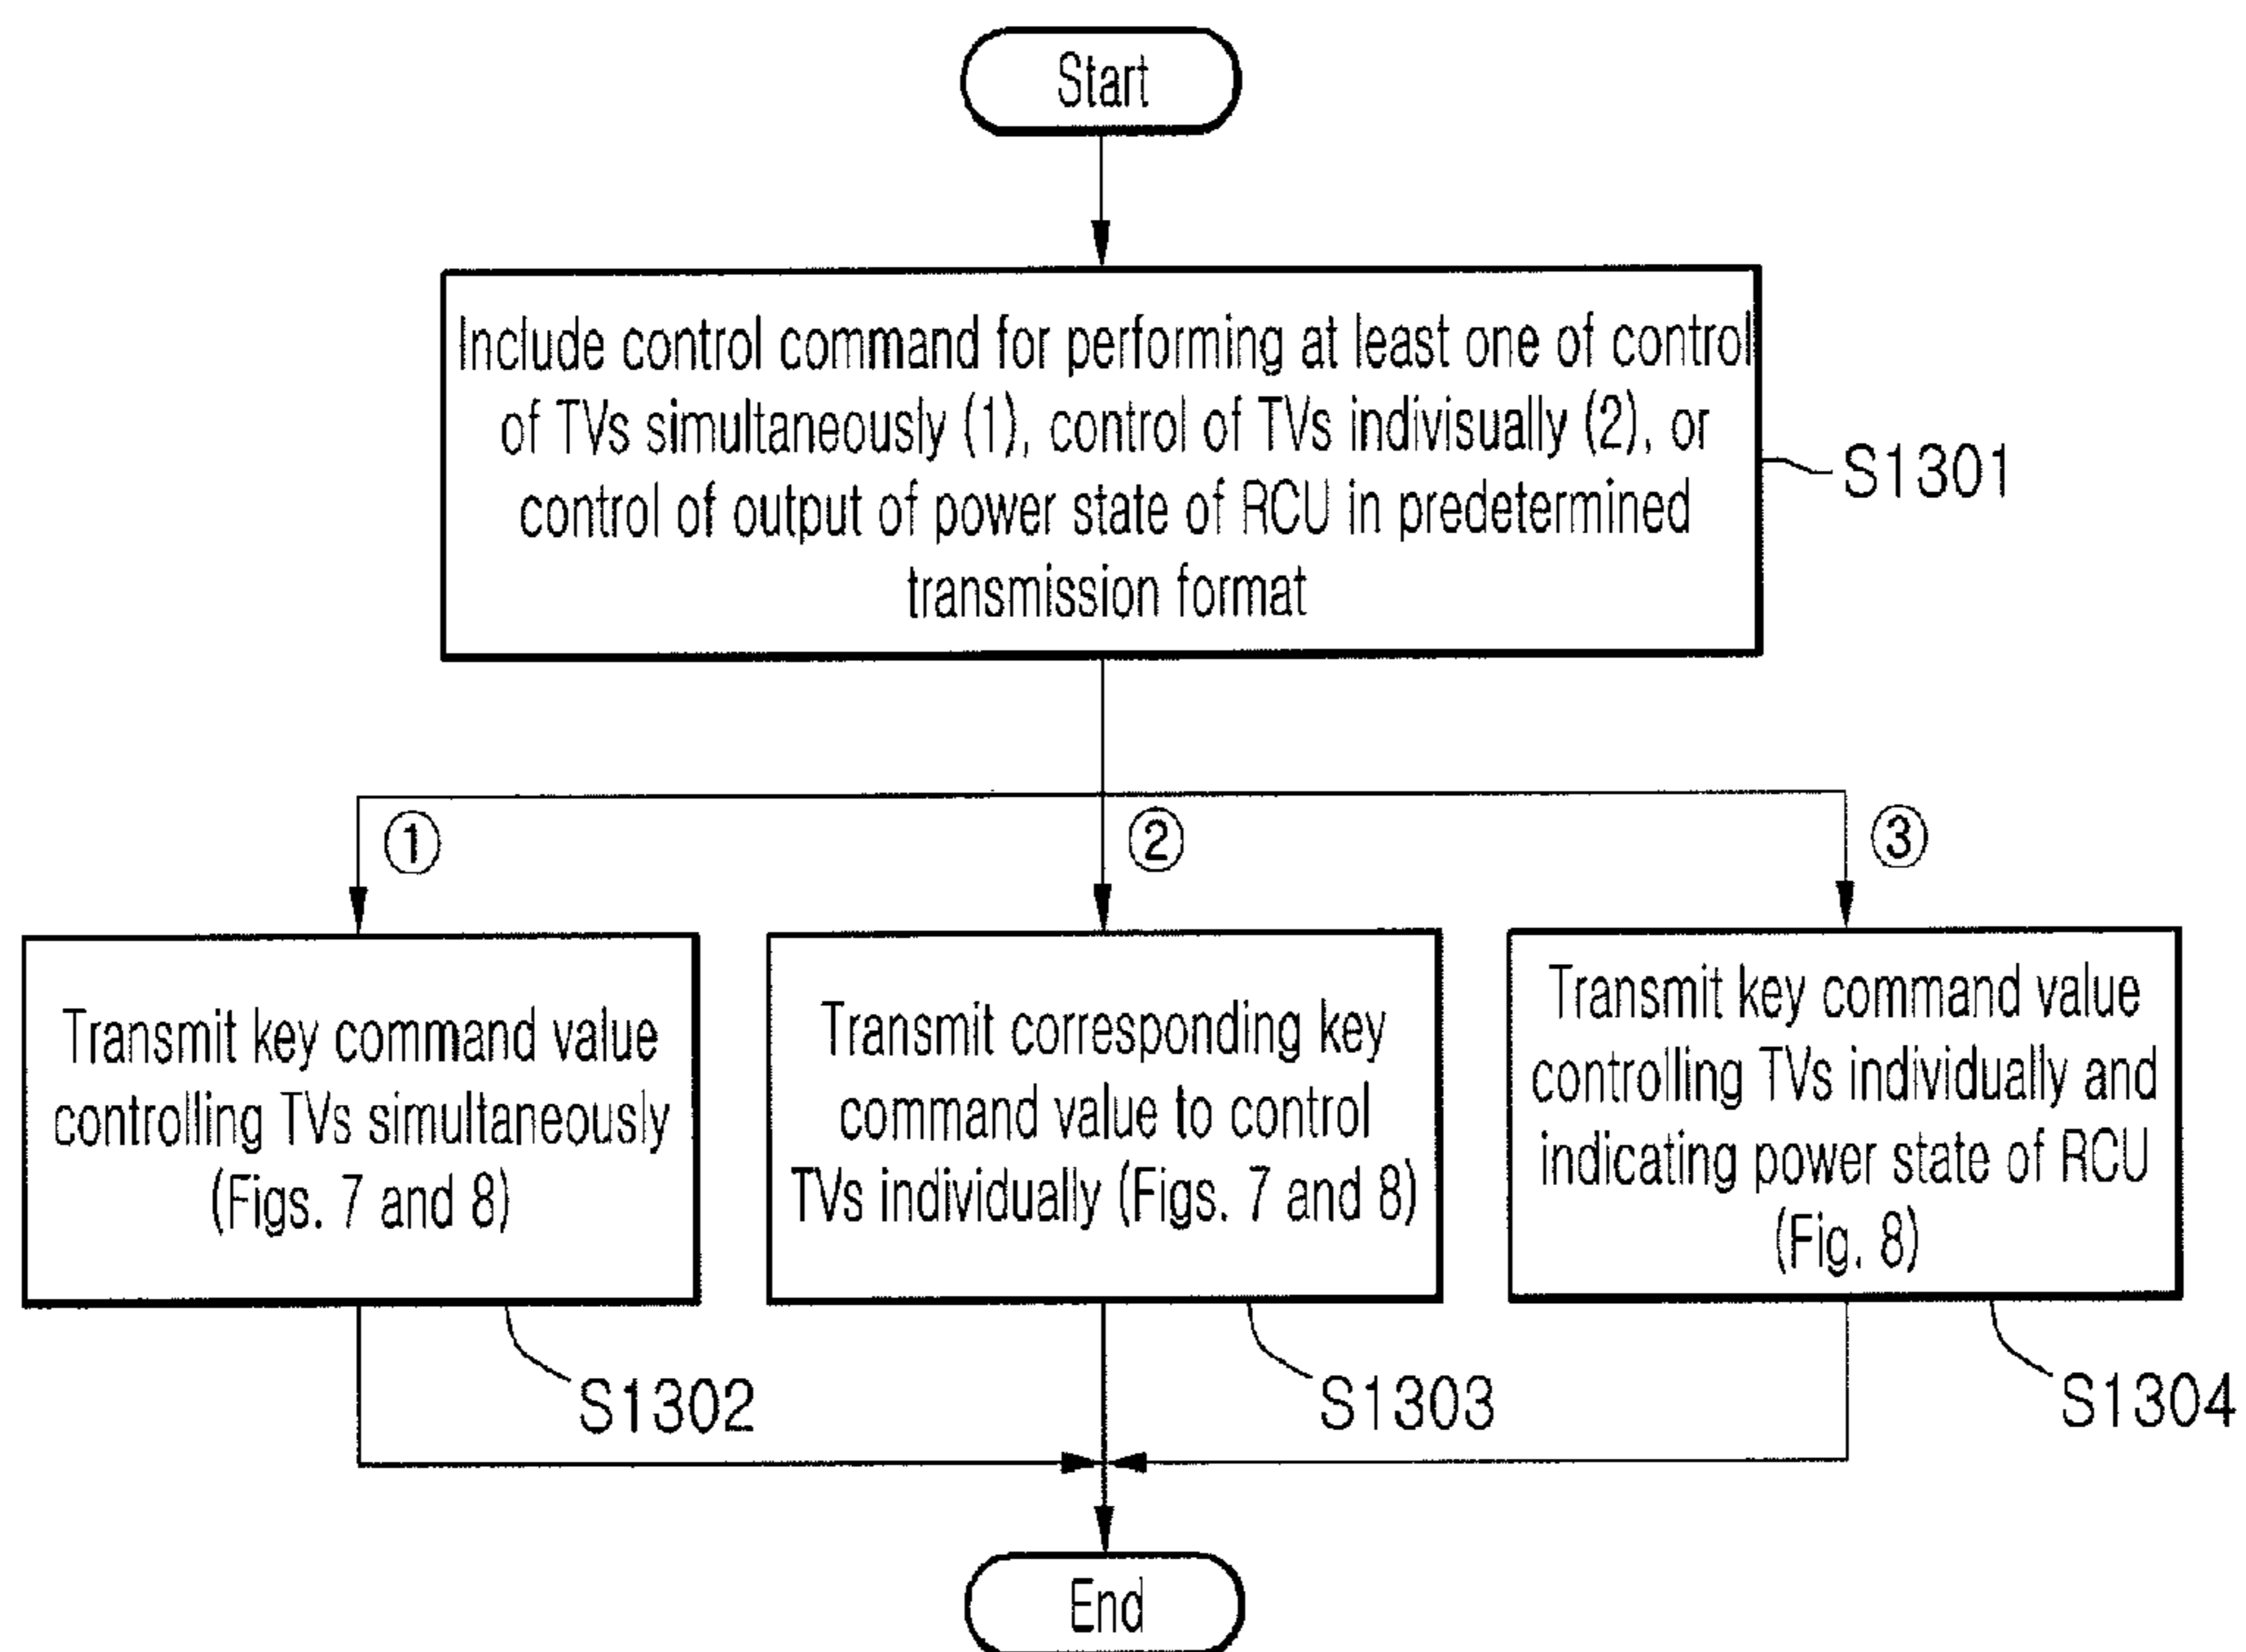 Start
Include control command for performing at least one of control
of TVs simultaneously (1), control of TVs indivisually (2), or
control of output of power state of RCU in predetermined
transmission format
S1301
①
②
③
Transmit key command value
controlling TVs simultaneously
(Figs. 7 and 8)
S1302
Transmit corresponding key
command value to control
TVs individually (Figs. 7 and 8)
S1303
Transmit key command value
controlling TVs individually and
indicating power state of RCU
(Fig. 8)
S1304
End